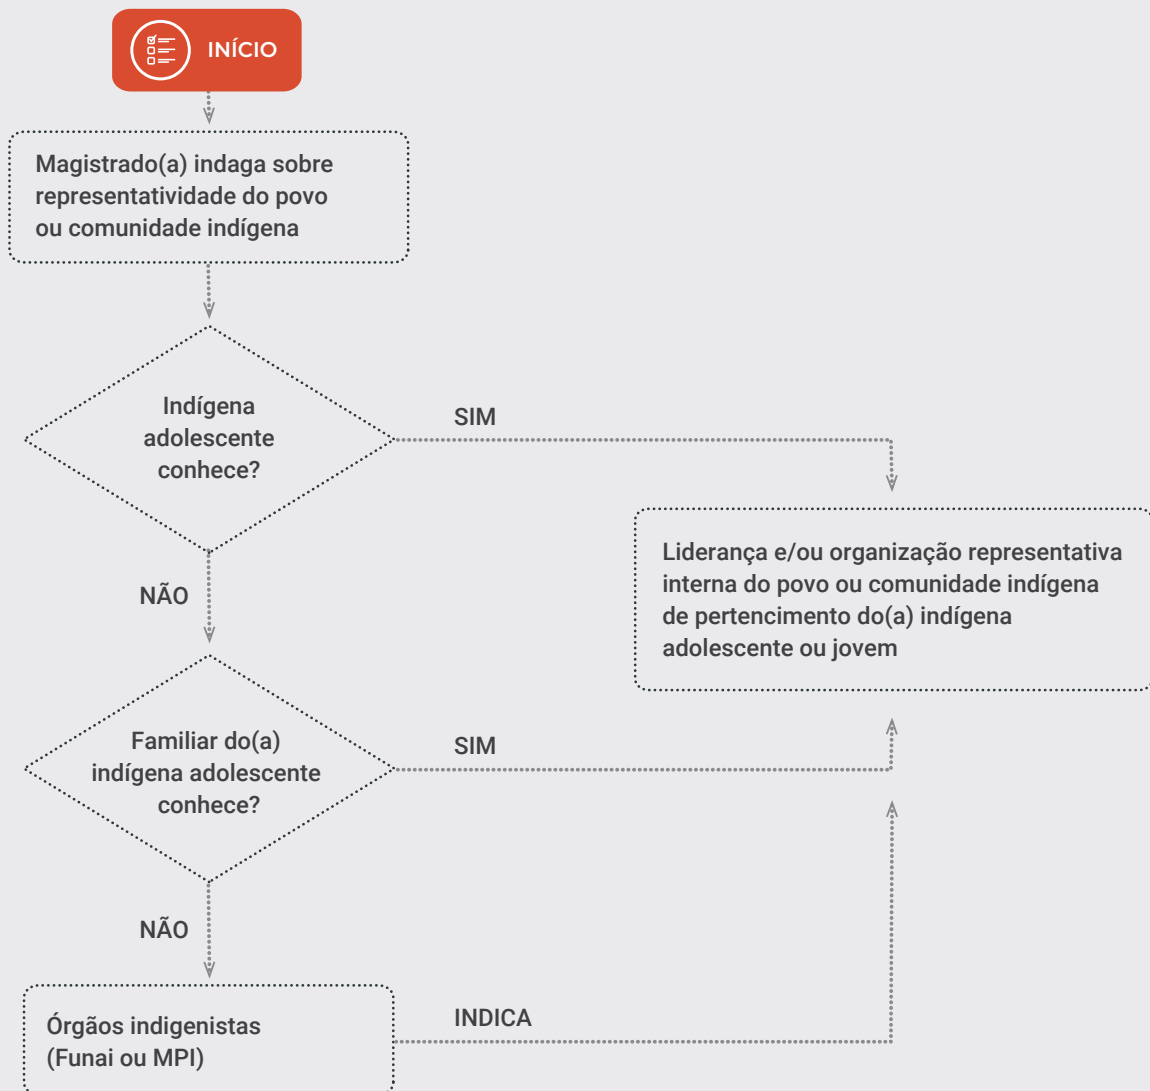 INÍCIO
Magistrado(a) indaga sobre
representatividade do povo
ou comunidade indígena
Indígena
adolescente
conhece?
SIM
Liderança e/ou organização representativa
interna do povo ou comunidade indígena
de pertencimento do(a) indígena
adolescente ou jovem
NÃO
Familiar do(a)
indígena adolescente
conhece?
SIM
NÃO
Órgãos indigenistas
(Funai ou MPI)
INDICA